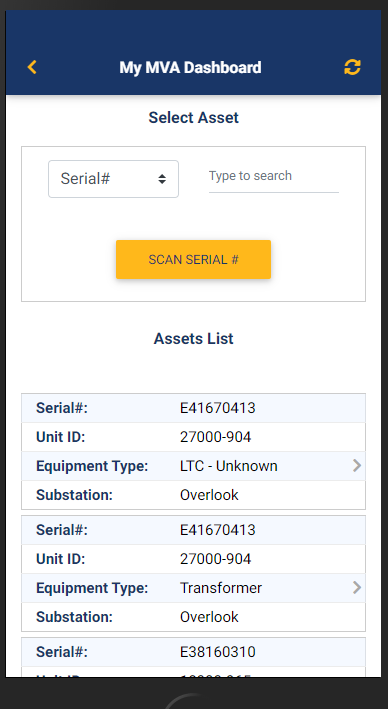 My MVA Dashboard
Select Asset
Serial# Type to search
SCAN SERIAL #
Assets List
Serial#: E41670413
Unit ID: 27000-904
Equipment Type: LTC - Unknown
Substation: Overlook
Serial#: E41670413
Unit ID: 27000-904
Equipment Type: Transformer
Substation: Overlook
Serial#: E38160310
Unit ID: